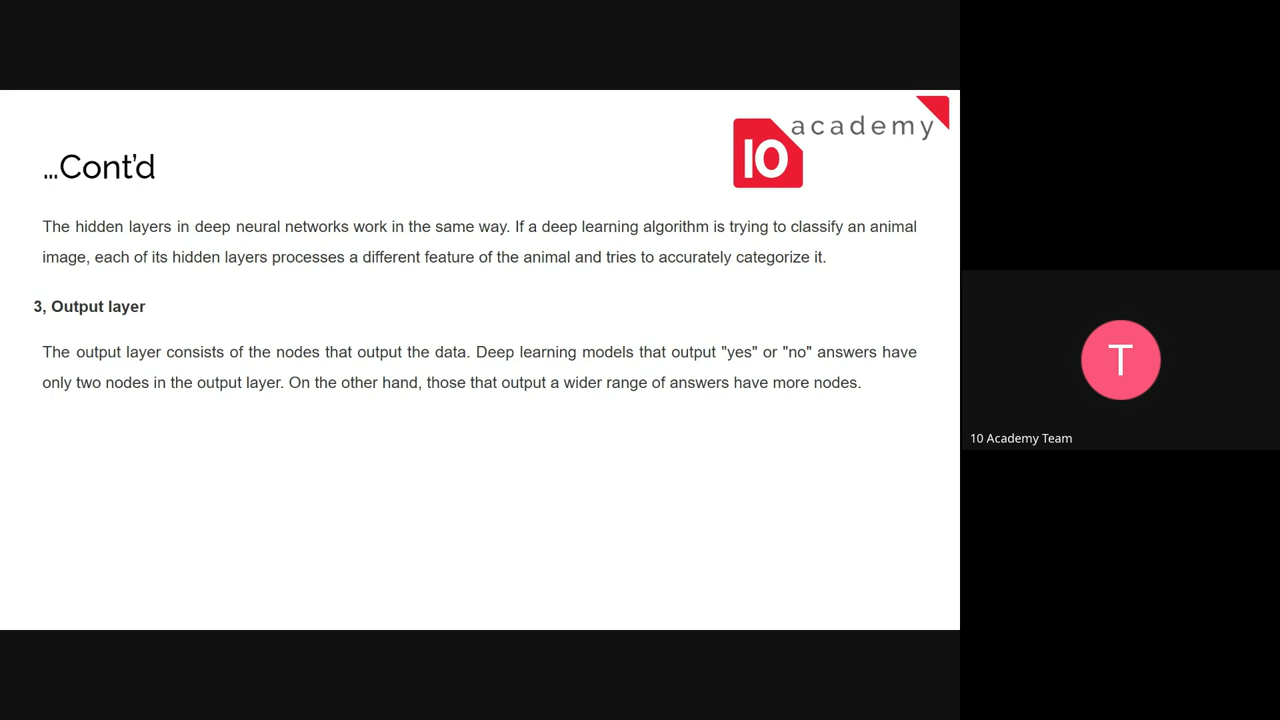 academy
10
...Cont'd
The hidden layers in deep neural networks work in the same way. If a deep learning algorithm is trying to classify an animal
image, each of its hidden layers processes a different feature of the animal and tries to accurately categorize it.
3, Output layer
The output layer consists of the nodes that output the data. Deep learning models that output "yes" or "no" answers have
only two nodes in the output layer. On the other hand, those that output a wider range of answers have more nodes.
T
10 Academy Team